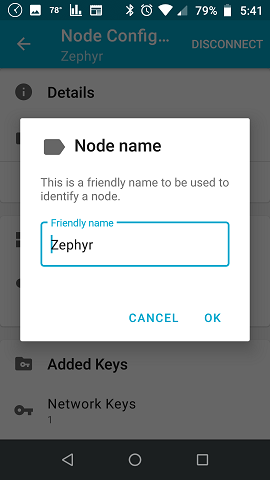 78°
79%
5:41
Node Config...
Zephyr
DISCONNECT
Details
Node name
This is a friendly name to be used to
identify a node.
Friendly name
Zephyr
CANCEL
OK
Added Keys
Network Keys
1